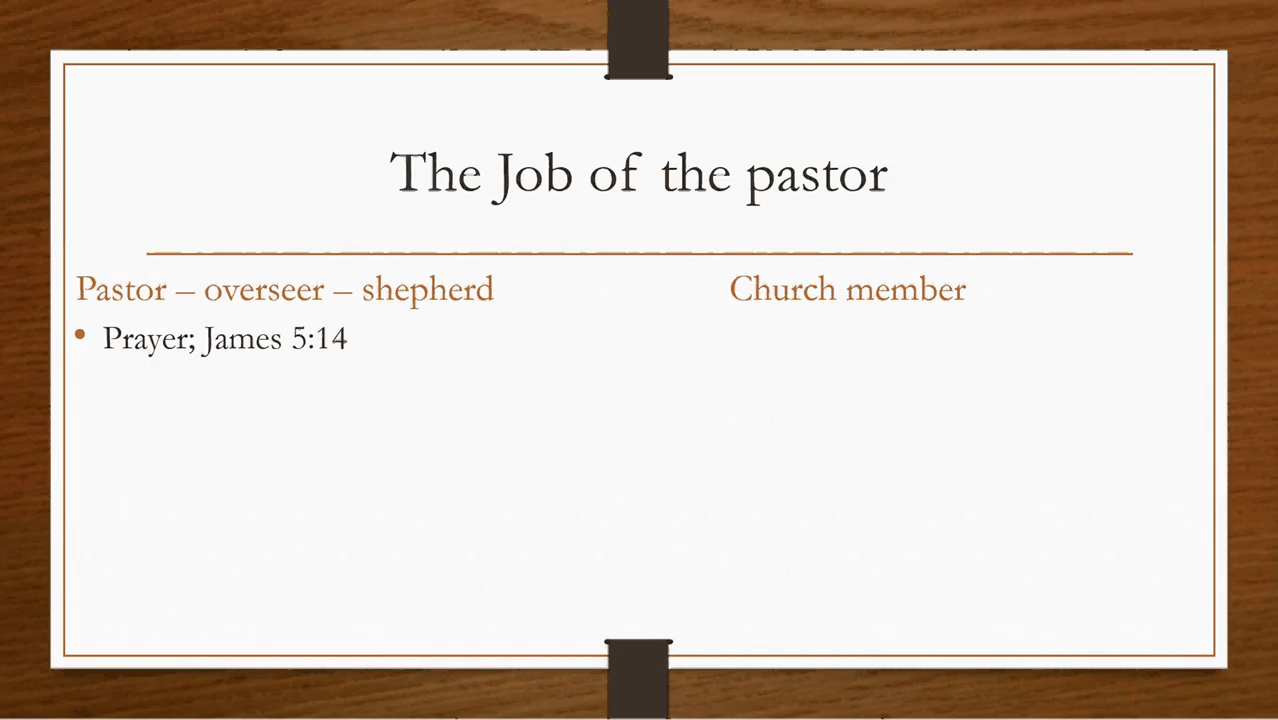 The Job of the pastor
Pastor – overseer – shepherd
Church member
• Prayer; James 5:14